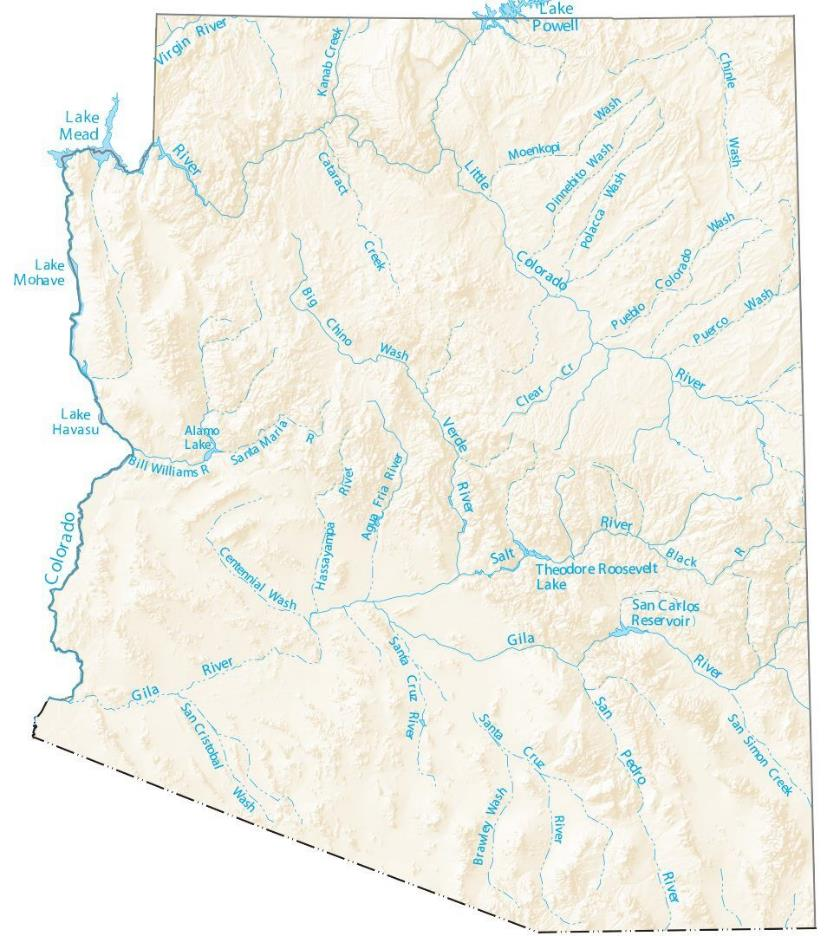 Lake
Powell
Virgin River
Kanab Creek
Chinle
Wash
Lake
Mead
River
Cataract
Creek
Little
Colorado
River
Moenkopi
Wash
Dinnebito Wash
Polacca Wash
Pueblo Colorado Wash
Puerco Wash
Lake
Mohave
Big Chino Wash
Clear Cr
Lake
Havasu
Alamo
Lake
Bill Williams R
Santa Maria R
Verde
River
Hassayampa
River
Agua Fria River
Colorado
Centennial Wash
Salt
River
Black R
Theodore Roosevelt
Lake
San Carlos
Reservoir
Gila
River
Gila River
Santa Cruz River
San Cristobal
Wash
Santa Cruz
River
Brawley Wash
San Pedro
River
San Simon Creek